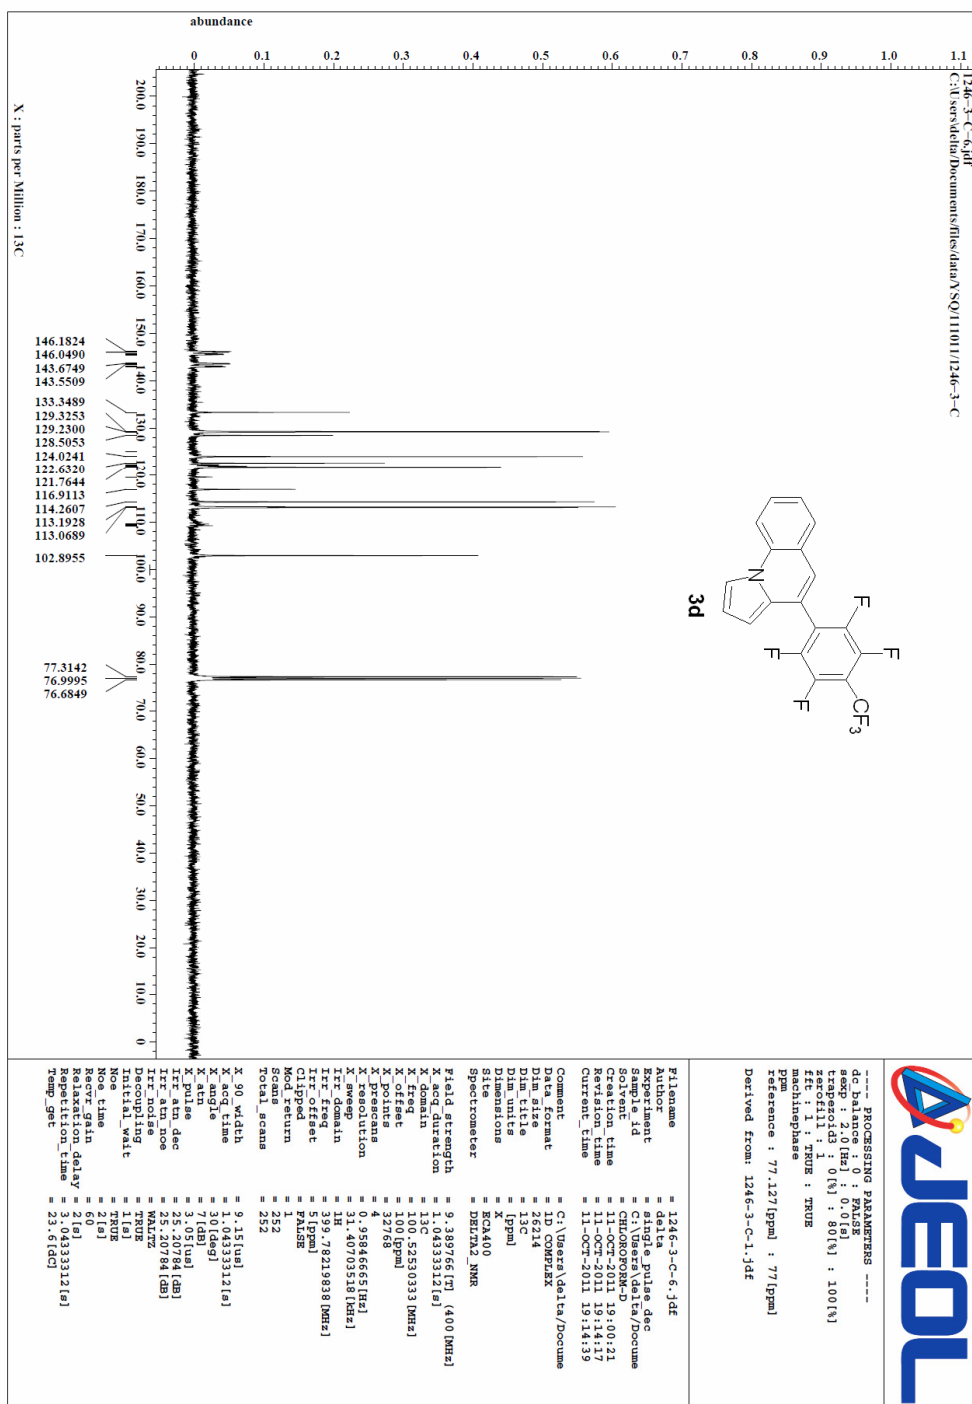 1246-3-C-6.jdf
C:\Users\delta\Documents\files\data\YSQ\111011\1246-3-C
abundance
0 0.1 0.2 0.3 0.4 0.5 0.6 0.7 0.8 0.9 1.0 1.1
200.0 190.0 180.0 170.0 160.0 150.0 140.0 130.0 120.0 110.0 100.0 90.0 80.0 70.0 60.0 50.0 40.0 30.0 20.0 10.0 0
146.1824
146.0490
143.6749
143.5509
133.3489
129.3253
129.2300
128.5053
124.0241
122.6320
121.7644
116.9113
114.2607
113.1928
113.0689
102.8955
77.3142
76.9995
76.6849
X : parts per Million : 13C
N
F
F
F
F
CF3
3d
JEOL
---- PROCESSING PARAMETERS ----
dc_balance : 0 : FALSE
sexp : 2.0[Hz] : 0.0[s]
trapezoid3 : 0[%] : 80[%] : 100[%]
zerofill : 1
fft : 1 : TRUE : TRUE
machinephase
ppm
reference : 77.127[ppm] : 77[ppm]
Derived from: 1246-3-C-1.jdf
Filename = 1246-3-C-6.jdf
Author = delta
Experiment = single_pulse_dec
Sample_id = C:\Users\delta\Docume
Solvent = CHLOROFORM-D
Creation_time = 11-OCT-2011 19:00:21
Revision_time = 11-OCT-2011 19:14:17
Current_time = 11-OCT-2011 19:14:39
Comment = C:\Users\delta/Docume
Data_format = 1D COMPLEX
Dim_size = 26214
Dim_title = 13C
Dim_units = [ppm]
Dimensions = X
Site = ECA400
Spectrometer = DELTA2_NMR
Field_strength = 9.389766[T] (400[MHz]
X_acq_duration = 1.04333312[s]
X_domain = 13C
X_freq = 100.52530333[MHz]
X_offset = 100[ppm]
X_points = 32768
X_prescans = 4
X_resolution = 0.95846665[Hz]
X_sweep = 31.40703518[kHz]
Irr_domain = 1H
Irr_freq = 399.78219838[MHz]
Irr_offset = 5[ppm]
Clipped = FALSE
Mod_return = 1
Scans = 252
Total_scans = 252
X_90_width = 9.15[us]
X_acq_time = 1.04333312[s]
X_angle = 30[deg]
X_atn = 7[dB]
X_pulse = 3.05[us]
Irr_atn_dec = 25.20784[dB]
Irr_atn_noe = 25.20784[dB]
Irr_noise = WALTZ
Decoupling = TRUE
Initial_wait = 1[s]
Noe = TRUE
Noe_time = 2[s]
Recvr_gain = 60
Relaxation_delay = 2[s]
Repetition_time = 3.04333312[s]
Temp_get = 23.6[dC]